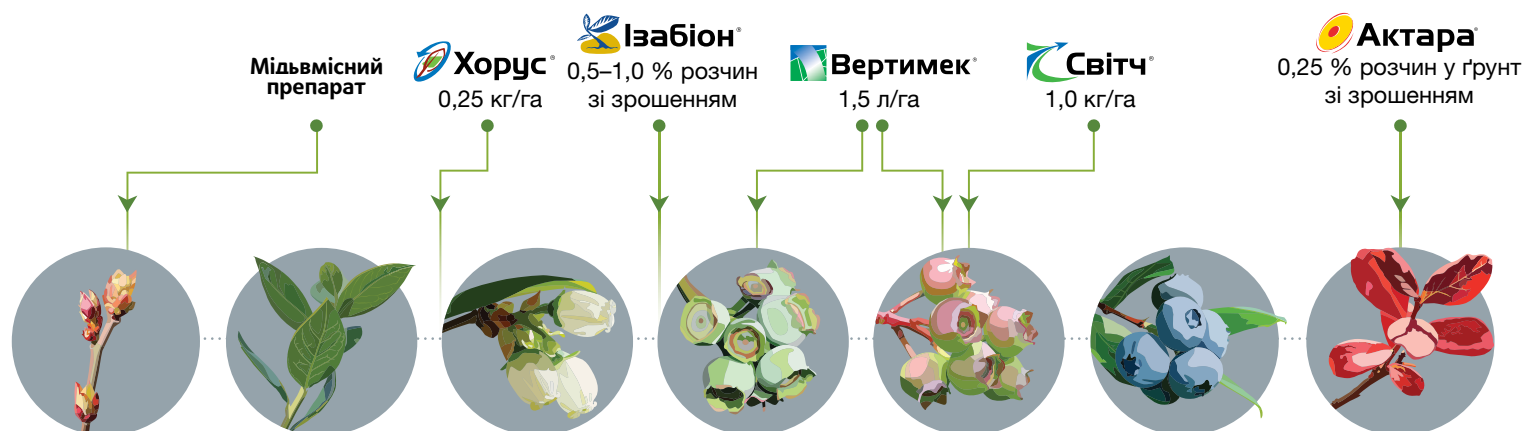 Мідьвмісний
препарат
Хорус®
0,25 кг/га
Ізабіон®
0,5–1,0 % розчин
зі зрошенням
Вертимек®
1,5 л/га
Світч®
1,0 кг/га
Актара®
0,25 % розчин у ґрунт
зі зрошенням